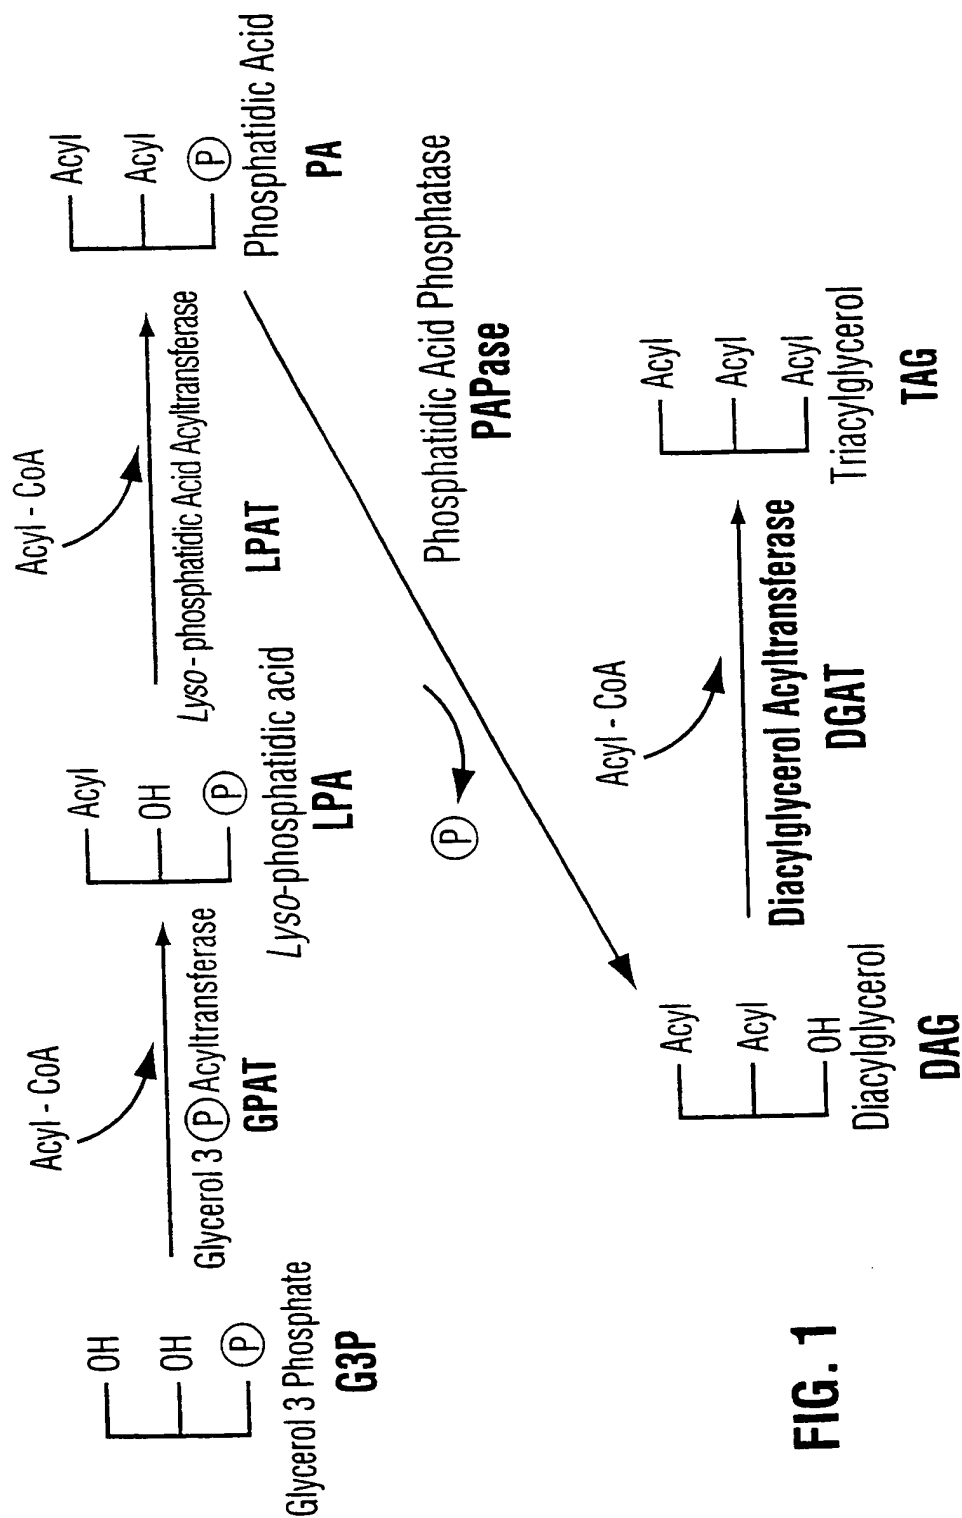 Acyl - CoA
OH
OH
P
Glycerol 3 Phosphate
G3P
Glycerol 3 P Acyltransferase
GPAT
Acyl
OH
P
Lyso-phosphatidic acid
LPA
Acyl - CoA
Lyso- phosphatidic Acid Acyltransferase
LPAT
Acyl
Acyl
P
Phosphatidic Acid
PA
P
Phosphatidic Acid Phosphatase
PAPase
Acyl
Acyl
OH
Diacylglycerol
DAG
Acyl - CoA
Diacylglycerol Acyltransferase
DGAT
Acyl
Acyl
Acyl
Triacylglycerol
TAG
FIG. 1